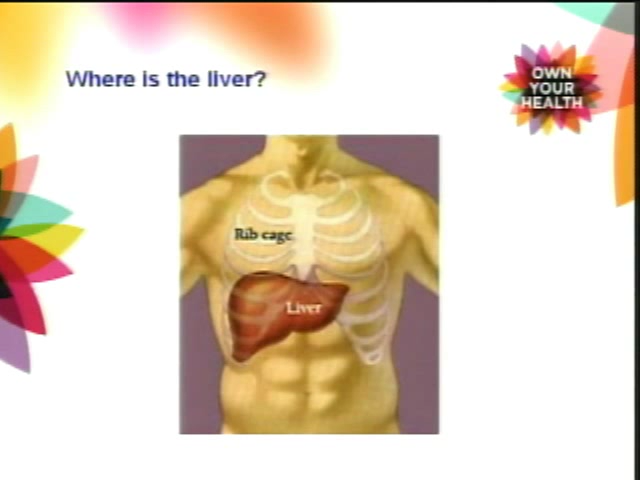 Where is the liver?
OWN
YOUR
HEALTH
Rib cage
Liver